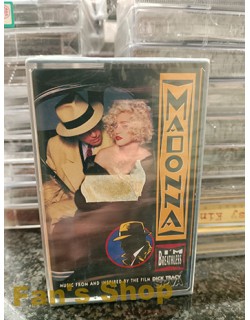 MADONNA
I'M
BREATHLESS
MUSIC FROM AND INSPIRED BY THE FILM DICK TRACY
Fan's Shop